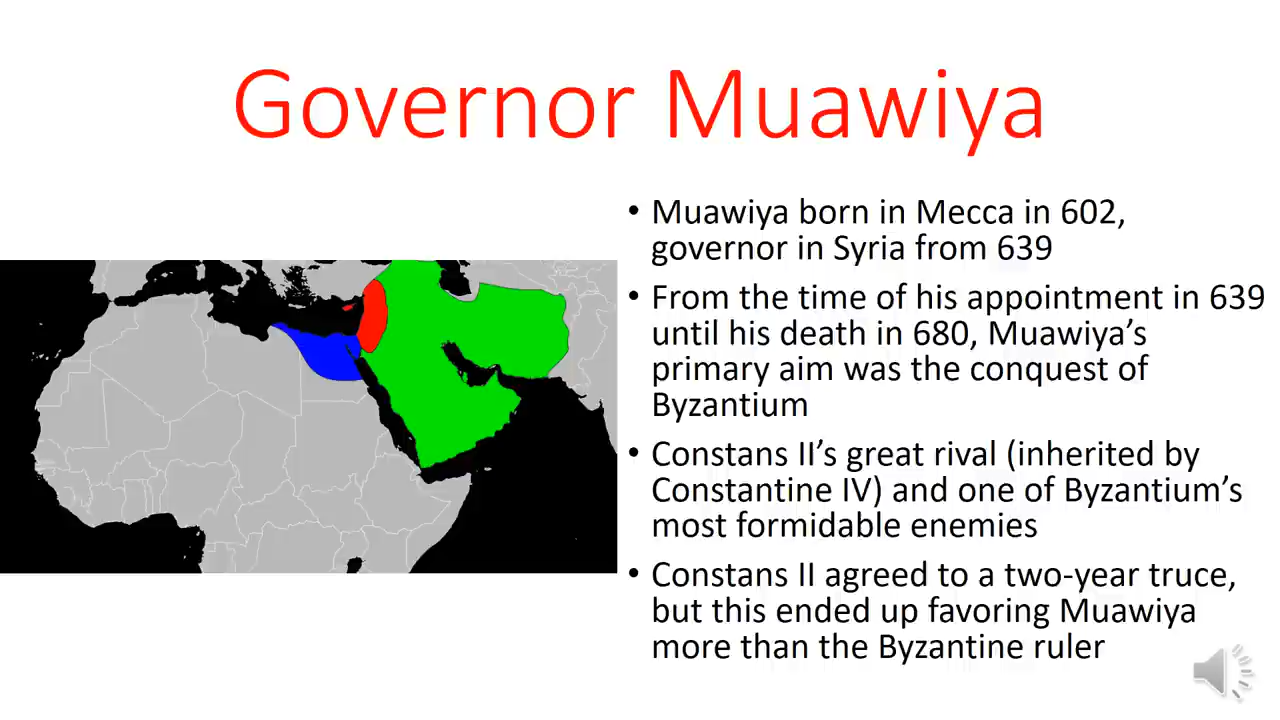 Governor Muawiya
• Muawiya born in Mecca in 602,
governor in Syria from 639
• From the time of his appointment in 639
until his death in 680, Muawiya’s
primary aim was the conquest of
Byzantium
• Constans II’s great rival (inherited by
Constantine IV) and one of Byzantium’s
most formidable enemies
• Constans II agreed to a two-year truce,
but this ended up favoring Muawiya
more than the Byzantine ruler